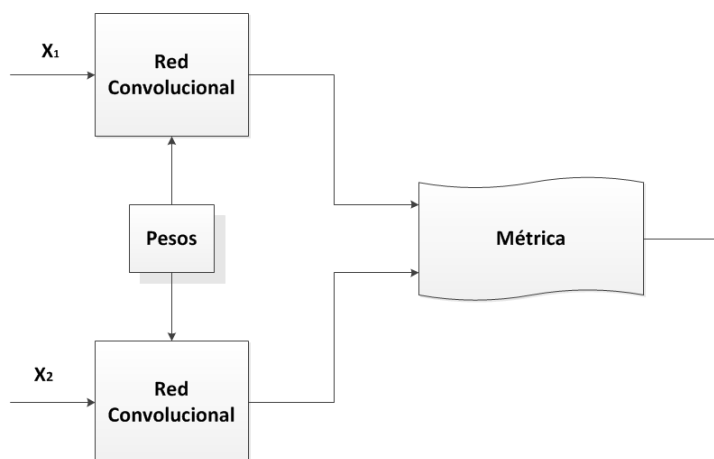 X₁
Red
Convolucional
Pesos
Métrica
X₂
Red
Convolucional